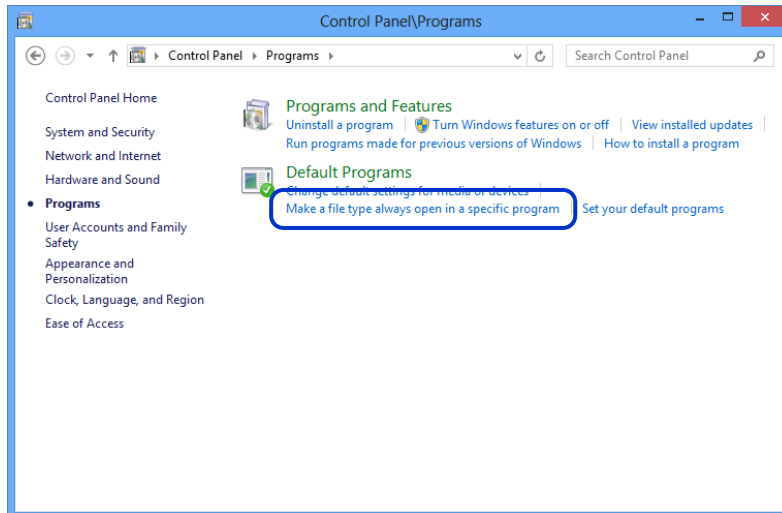 Control Panel\Programs
Control Panel Programs
Search Control Panel
Control Panel Home
System and Security
Network and Internet
Hardware and Sound
Programs
User Accounts and Family
Safety
Appearance and
Personalization
Clock, Language, and Region
Ease of Access
Programs and Features
Uninstall a program Turn Windows features on or off View installed updates
Run programs made for previous versions of Windows How to install a program
Default Programs
Change default settings for media or devices
Make a file type always open in a specific program Set your default programs